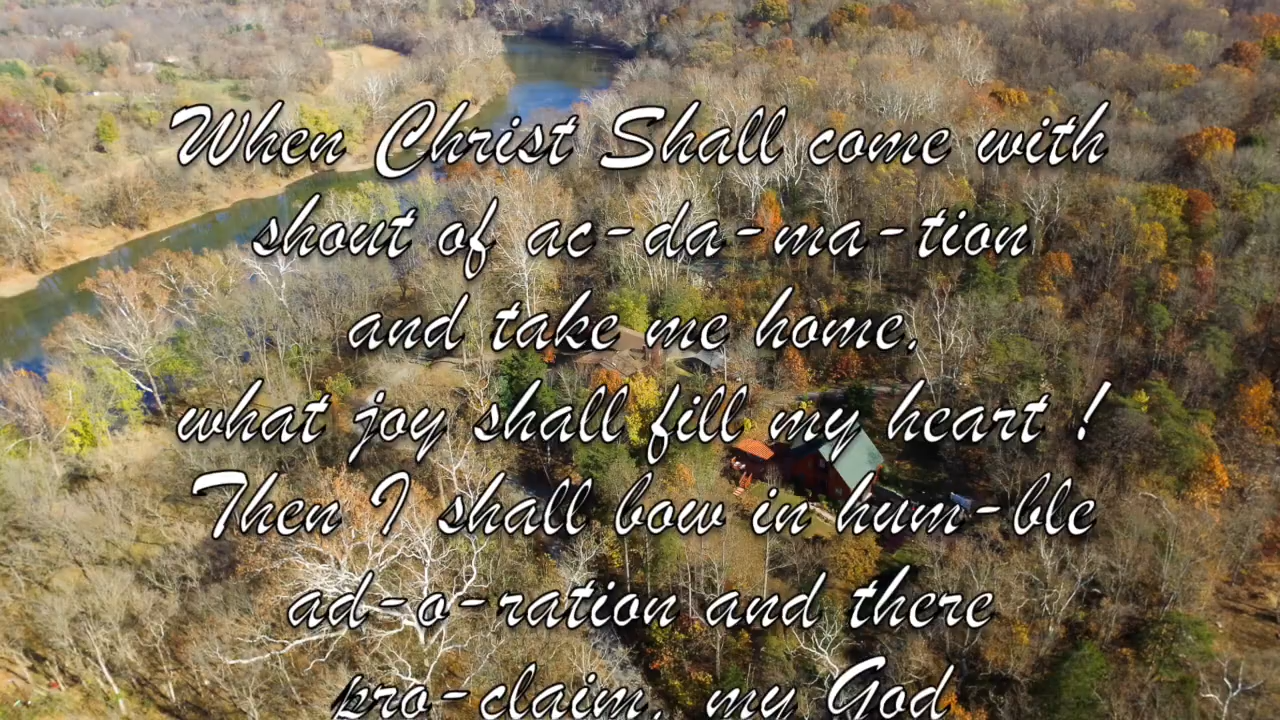 When Christ Shall come with
shout of ac-da-ma-tion
and take me home,
what joy shall fill my heart !
Then I shall bow in hum-ble
ad-o-ration and there
pro-claim, my God